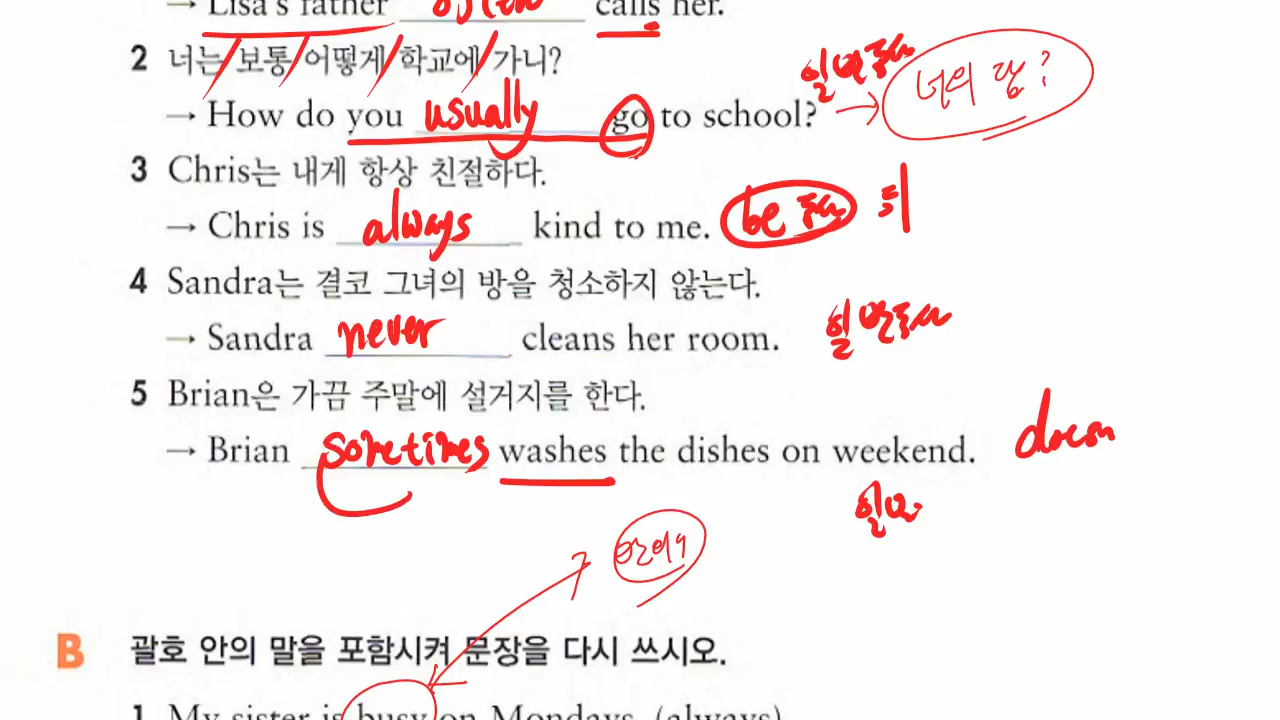 → Lisa's father often calls her.
2 너는/보통/어떻게/학교에/가니?
일반동사
→ How do you usually go to school? → 너의 답?
3 Chris는 내게 항상 친절하다.
→ Chris is always kind to me. be동사 뒤
4 Sandra는 결코 그녀의 방을 청소하지 않는다.
→ Sandra never cleans her room. 일반동사
5 Brian은 가끔 주말에 설거지를 한다.
→ Brian sometimes washes the dishes on weekend.
일반
B 괄호 안의 말을 포함시켜 문장을 다시 쓰시오.
1 My sister is busy on Mondays. (always)